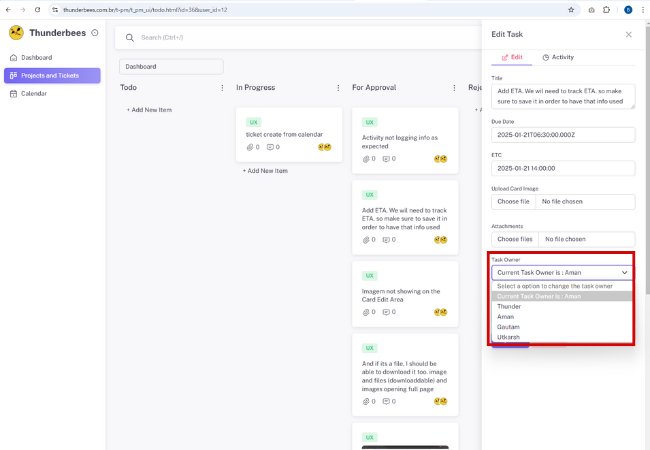 thunderbees.com.br/t-pm/t_pm_ui/todo.html?id=36&user_id=12
Thunderbees
Dashboard
Projects and Tickets
Calendar
Search (Ctrl+/)
Dashboard
Todo
+ Add New Item
In Progress
UX
ticket create from calendar
0 0
+ Add New Item
For Approval
UX
Activity not logging info as
expected
0 0
UX
Add ETA. We wil need to track
ETA. so make sure to save it in
order to have that info used
0 0
UX
Imagem not showing on the
Card Edit Area
0 0
UX
And if its a file, I should be
able to download it too. image
and files (downloaddable) and
images opening full page
0 0
UX
Reje
+ A
Edit Task
Edit
Activity
Title
Add ETA. We wil need to track ETA. so make
sure to save it in order to have that info used
Due Date
2025-01-21T06:30:00.000Z
ETC
2025-01-21 14:00:00
Upload Card Image
Choose file No file chosen
Attachments
Choose files No file chosen
Task Owner
Current Task Owner is : Aman
Select a option to change the task owner
Current Task Owner is : Aman
Thunder
Aman
Gautam
Utkarsh